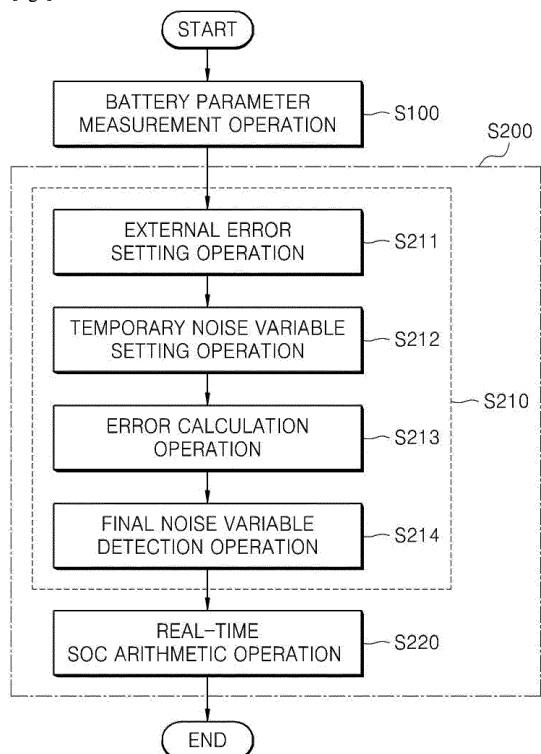 START
BATTERY PARAMETER
MEASUREMENT OPERATION
S100
S200
EXTERNAL ERROR
SETTING OPERATION
S211
TEMPORARY NOISE VARIABLE
SETTING OPERATION
S212
S210
ERROR CALCULATION
OPERATION
S213
FINAL NOISE VARIABLE
DETECTION OPERATION
S214
REAL-TIME
SOC ARITHMETIC OPERATION
S220
END